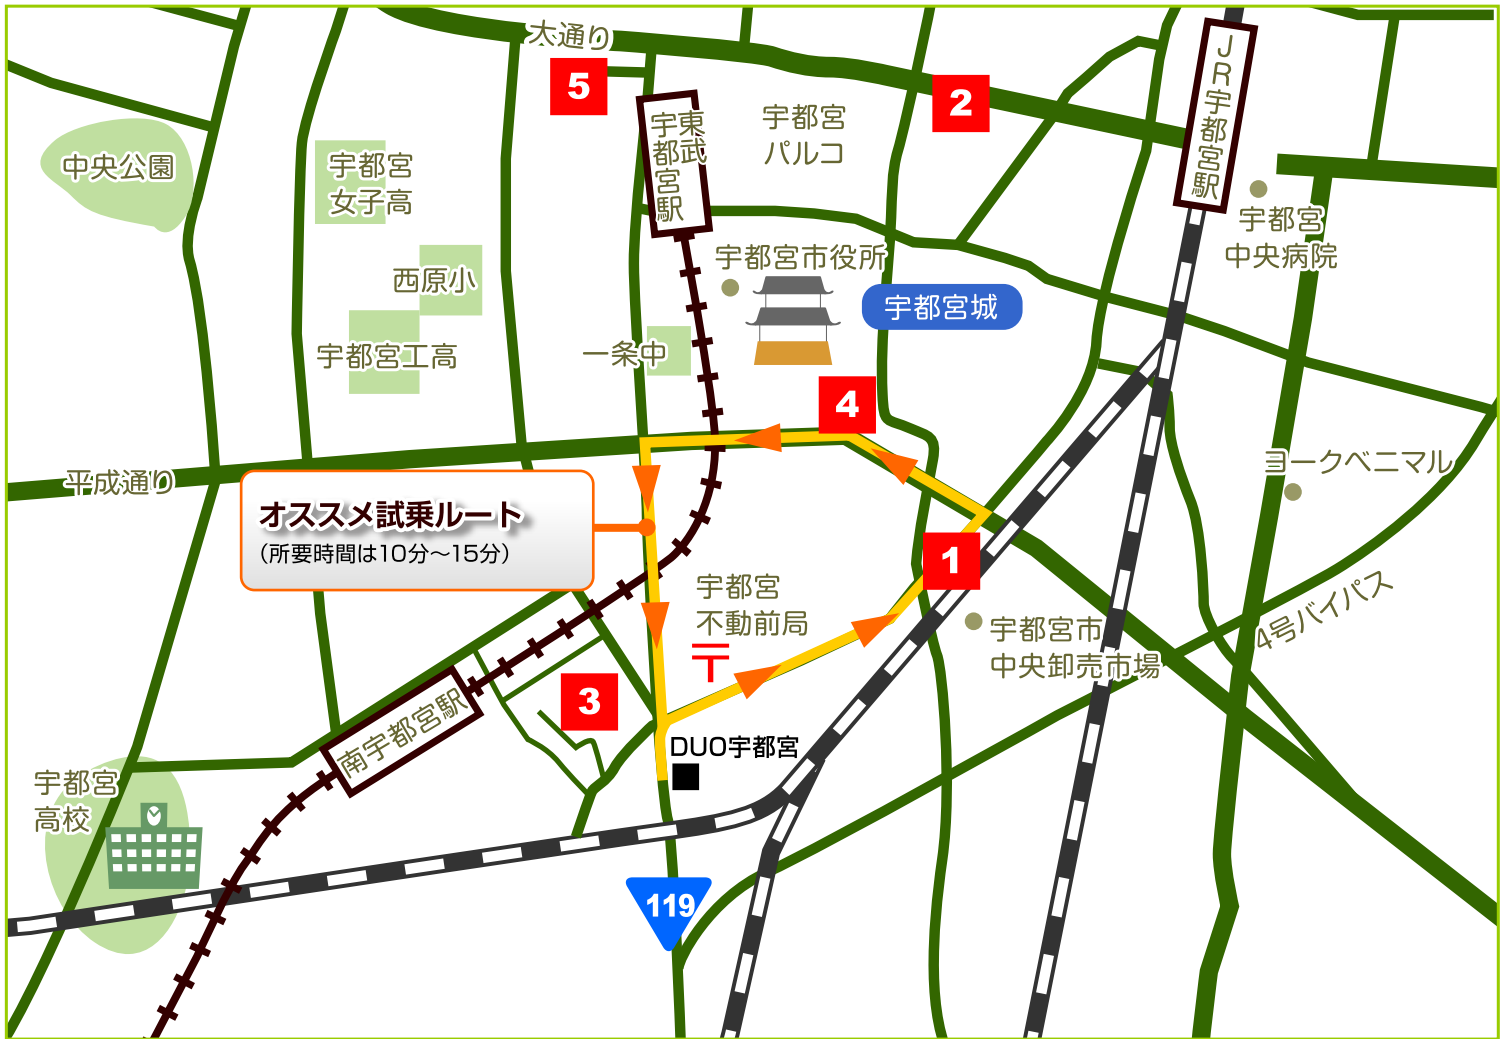 大通り
5
2
JR宇都宮駅
東武
宇都宮駅
宇都宮
パルコ
中央公園
宇都宮
女子高
宇都宮
中央病院
宇都宮市役所
西原小
宇都宮城
宇都宮工高
一条中
4
ヨークベニマル
平成通り
オススメ試乗ルート
(所要時間は10分〜15分)
1
宇都宮
不動前局
〒
4号バイパス
宇都宮市
中央卸売市場
3
南宇都宮駅
DUO宇都宮
宇都宮
高校
119